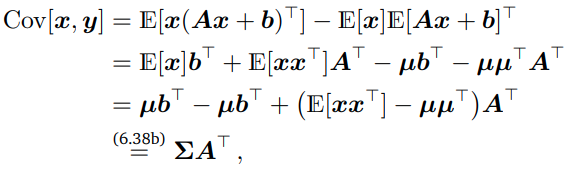 Cov[x, y] = 𝔼[x(Ax + b)⊤] − 𝔼[x]𝔼[Ax + b]⊤
= 𝔼[x]b⊤ + 𝔼[xx⊤]A⊤ − μb⊤ − μμ⊤A⊤
= μb⊤ − μb⊤ + (𝔼[xx⊤] − μμ⊤)A⊤
(6.38b)
= ΣA⊤ ,